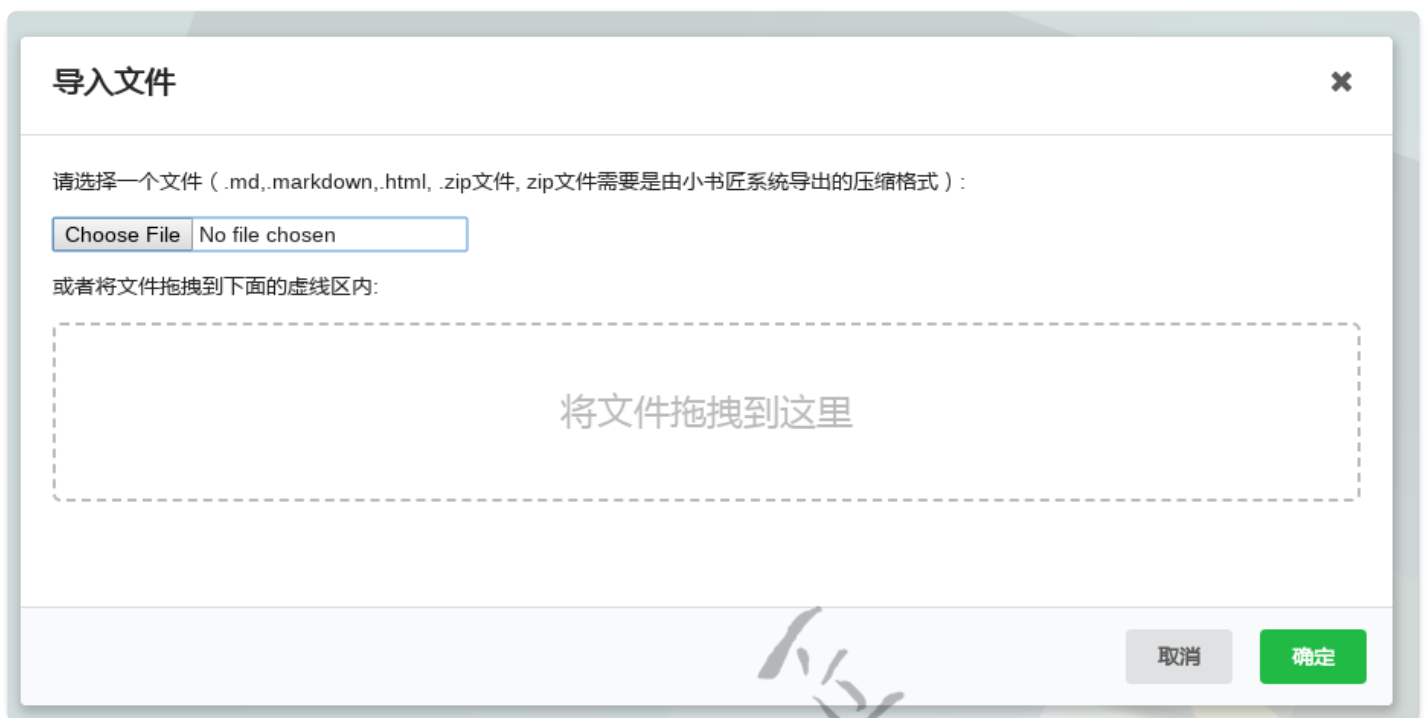 导入文件
请选择一个文件（.md,.markdown,.html, .zip文件, zip文件需要是由小书匠系统导出的压缩格式）:
Choose File No file chosen
或者将文件拖拽到下面的虚线区内:
将文件拖拽到这里
取消 确定